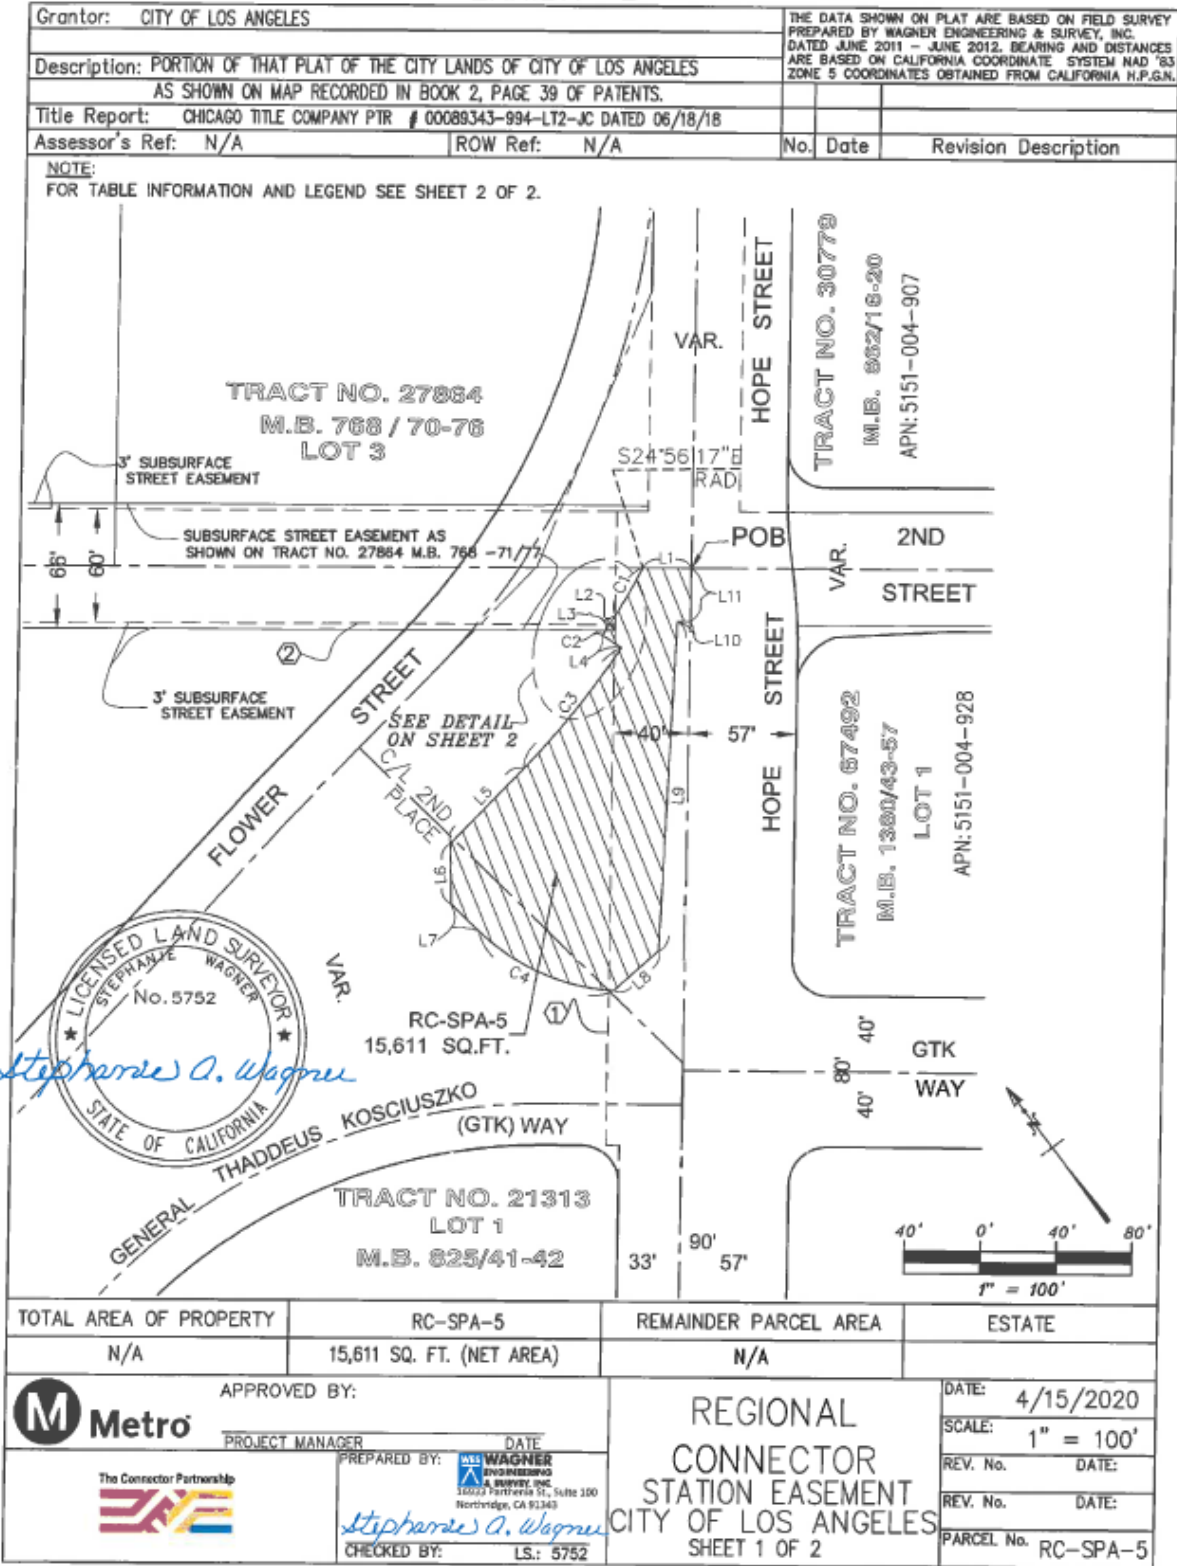 Grantor: CITY OF LOS ANGELES
THE DATA SHOWN ON PLAT ARE BASED ON FIELD SURVEY
PREPARED BY WAGNER ENGINEERING & SURVEY, INC.
DATED JUNE 2011 - JUNE 2012. BEARING AND DISTANCES
ARE BASED ON CALIFORNIA COORDINATE SYSTEM NAD '83
ZONE 5 COORDINATES OBTAINED FROM CALIFORNIA H.P.G.N.
Description: PORTION OF THAT PLAT OF THE CITY LANDS OF CITY OF LOS ANGELES
AS SHOWN ON MAP RECORDED IN BOOK 2, PAGE 39 OF PATENTS.
Title Report: CHICAGO TITLE COMPANY PTR # 00089343-994-LT2-JC DATED 06/18/18
Assessor's Ref: N/A ROW Ref: N/A
No. Date Revision Description
NOTE:
FOR TABLE INFORMATION AND LEGEND SEE SHEET 2 OF 2.
TRACT NO. 27864
M.B. 768 / 70-76
LOT 3
VAR.
HOPE STREET
TRACT NO. 30779
M.B. 862/16-20
APN: 5151-004-907
3' SUBSURFACE
STREET EASEMENT
S24°56'17"E
RAD
SUBSURFACE STREET EASEMENT AS
SHOWN ON TRACT NO. 27864 M.B. 768 -71/77
66'
60'
POB
2ND
STREET
VAR.
L1
C1
L2
L3
C2
L4
L11
L10
C3
2
3' SUBSURFACE
STREET EASEMENT
FLOWER STREET
SEE DETAIL
ON SHEET 2
40'
57'
HOPE STREET
TRACT NO. 67492
M.B. 1380/43-57
LOT 1
APN: 5151-004-928
C/L 2ND
PLACE
L5
L9
L6
L7
C4
L8
VAR.
1
RC-SPA-5
15,611 SQ.FT.
LICENSED LAND SURVEYOR
STEPHANIE WAGNER
No. 5752
STATE OF CALIFORNIA
Stephanie A. Wagner
GENERAL THADDEUS KOSCIUSZKO
(GTK) WAY
40'
80'
40'
GTK
WAY
N
TRACT NO. 21313
LOT 1
M.B. 825/41-42
33'
90'
57'
40' 0' 40' 80'
1" = 100'
TOTAL AREA OF PROPERTY RC-SPA-5 REMAINDER PARCEL AREA ESTATE
N/A 15,611 SQ. FT. (NET AREA) N/A
M Metro
APPROVED BY:
PROJECT MANAGER DATE
The Connector Partnership
PREPARED BY:
WES WAGNER
ENGINEERING
& SURVEY, INC.
Parthenia St., Suite 100
Northridge, CA 91343
Stephanie A. Wagner
CHECKED BY: LS.: 5752
REGIONAL
CONNECTOR
STATION EASEMENT
CITY OF LOS ANGELES
SHEET 1 OF 2
DATE: 4/15/2020
SCALE: 1" = 100'
REV. No. DATE:
REV. No. DATE:
PARCEL No. RC-SPA-5